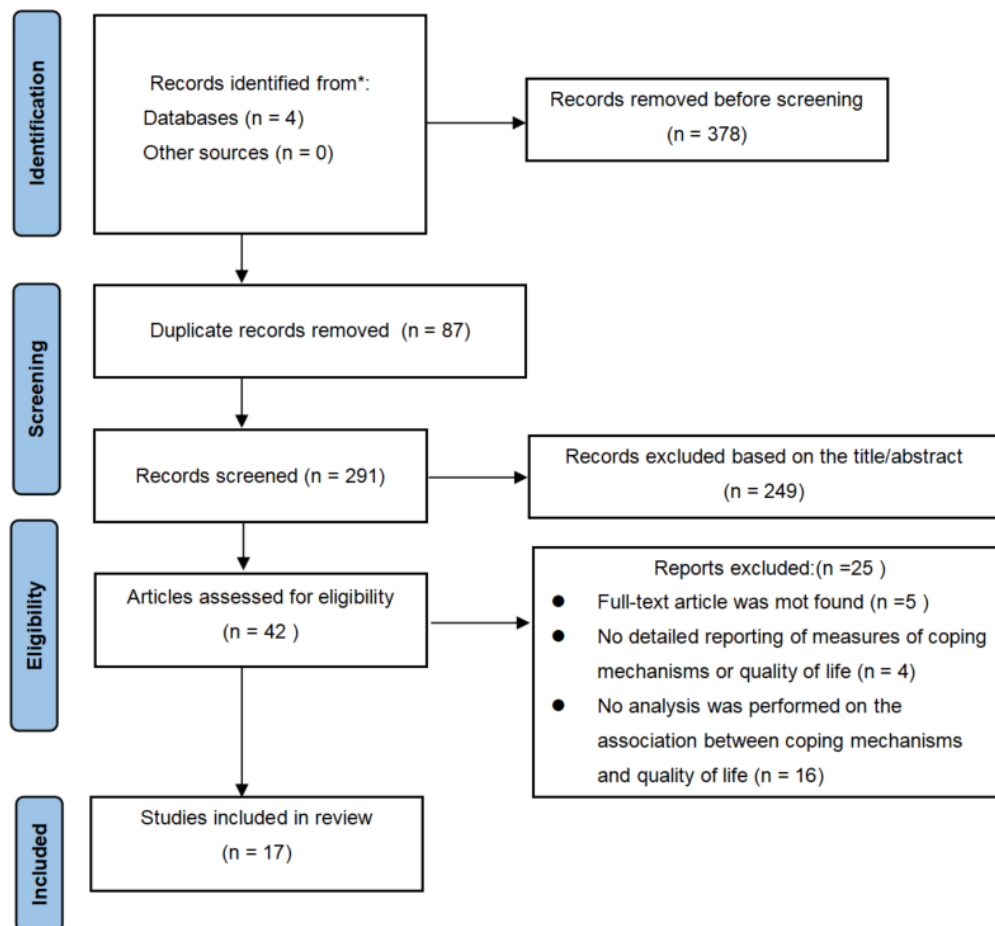 Identification
Records identified from*:
Databases (n = 4)
Other sources (n = 0)
Records removed before screening
(n = 378)
Screening
Duplicate records removed  (n = 87)
Records screened (n = 291)
Records excluded based on the title/abstract
(n = 249)
Eligibility
Articles assessed for eligibility
(n = 42 )
Reports excluded:(n =25 )
● Full-text article was mot found (n =5 )
● No detailed reporting of measures of coping
mechanisms or quality of life (n = 4)
● No analysis was performed on the
association between coping mechanisms
and quality of life (n = 16)
Included
Studies included in review
(n = 17)